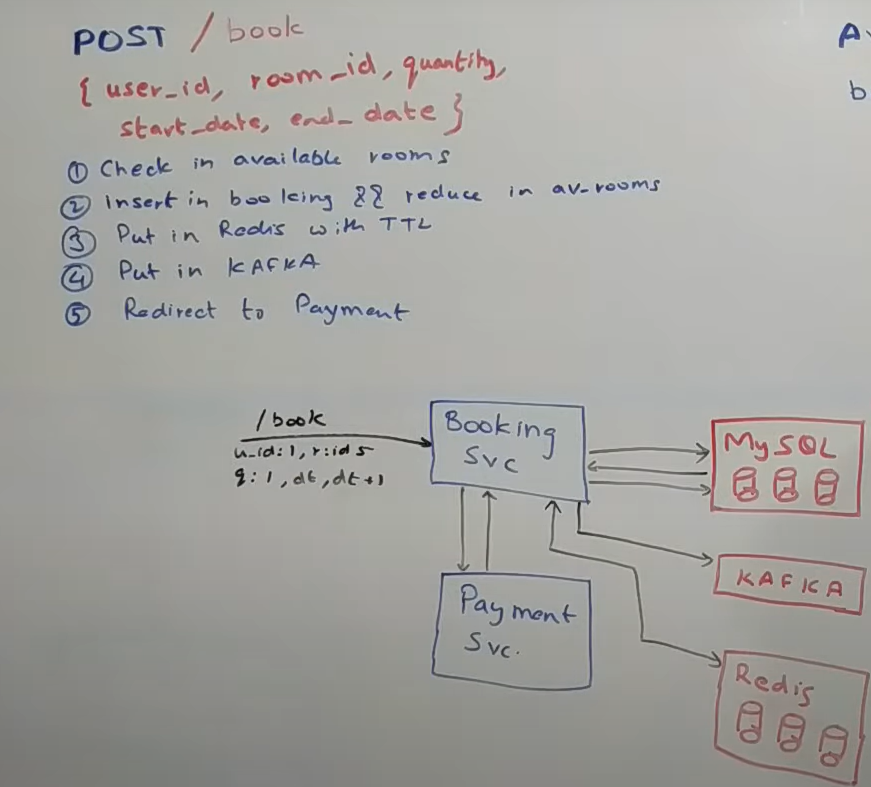 POST /book
{ user_id, room_id, quantity,
start_date, end_date }
① Check in available rooms
② Insert in booking && reduce in av-rooms
③ Put in Redis with TTL
④ Put in KAFKA
⑤ Redirect to Payment
A
b
/book
u_id: 1, r:id 5
q: 1, dt, dt+1
Booking
Svc
MySQL
KAFKA
Payment
Svc.
Redis